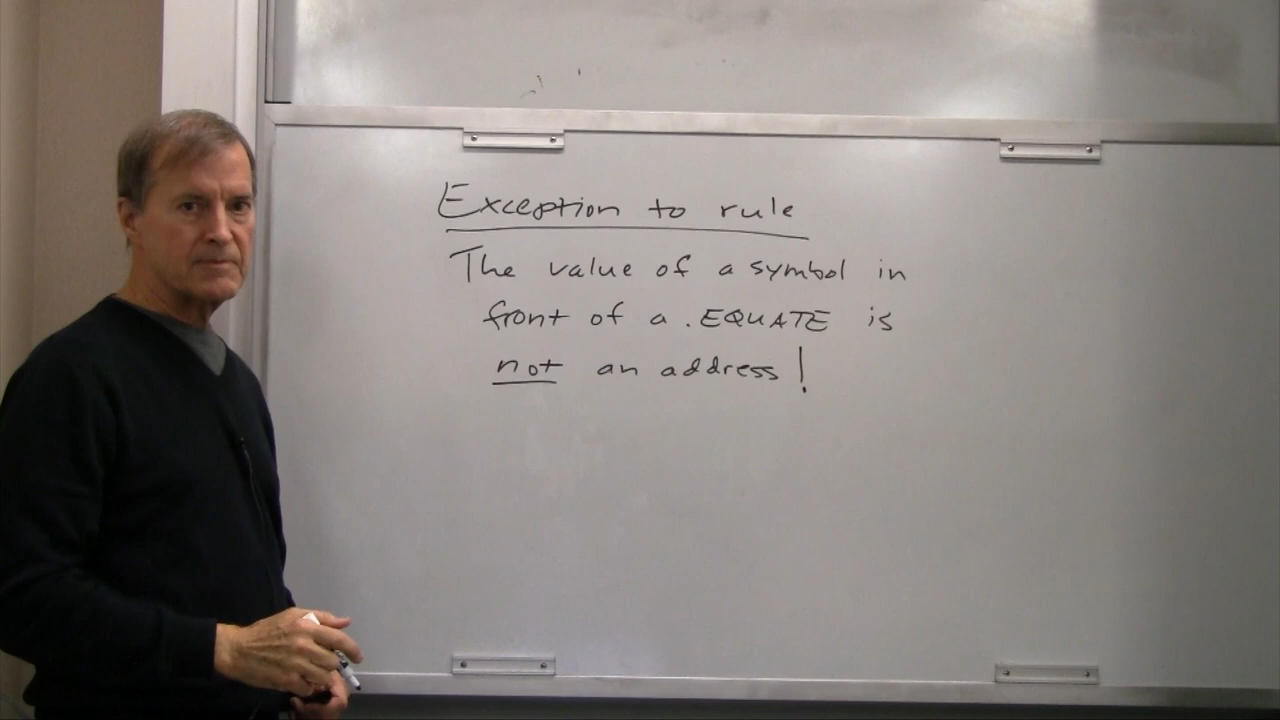 Exception to rule
The value of a symbol in
front of a .EQUATE is
not an address!